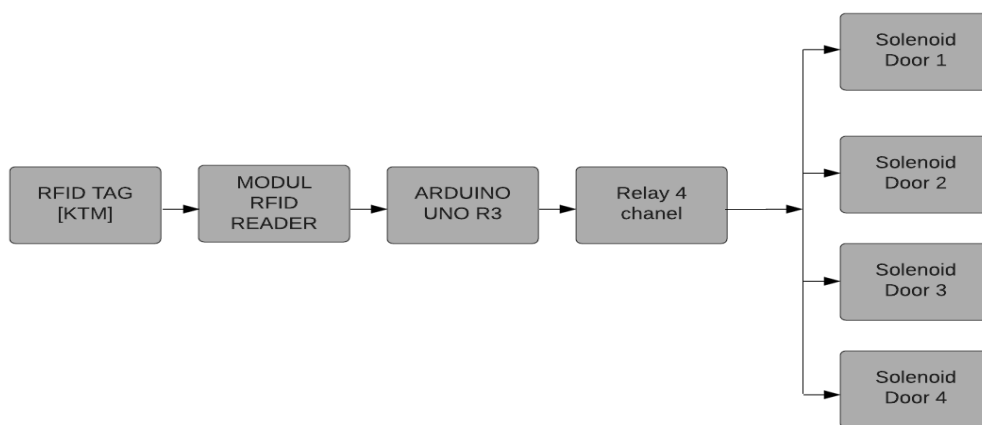 RFID TAG
[KTM]
MODUL
RFID
READER
ARDUINO
UNO R3
Relay 4
chanel
Solenoid
Door 1
Solenoid
Door 2
Solenoid
Door 3
Solenoid
Door 4